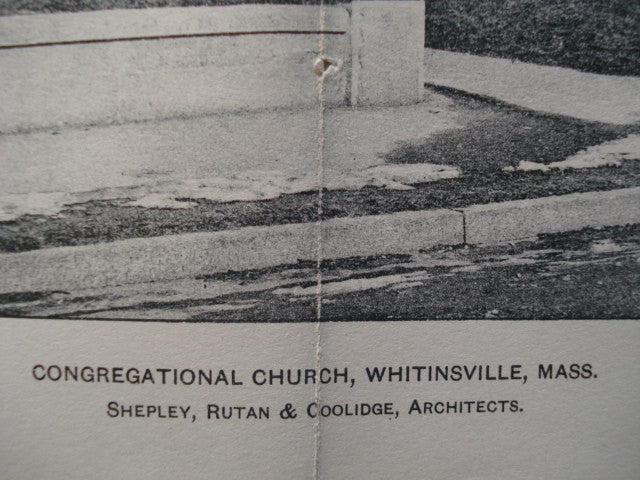 CONGREGATIONAL CHURCH, WHITINSVILLE, MASS.
SHEPLEY, RUTAN & COOLIDGE, ARCHITECTS.